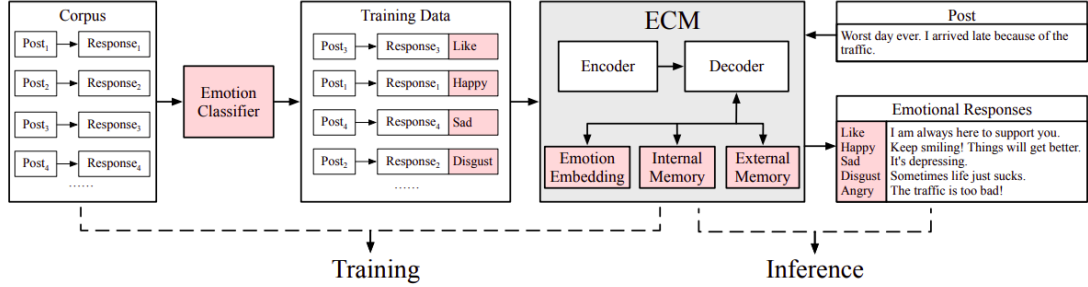 Corpus
Post1 Response1
Post2 Response2
Post3 Response3
Post4 Response4
......
Emotion
Classifier
Training Data
Post3 Response3 Like
Post1 Response1 Happy
Post4 Response4 Sad
Post2 Response2 Disgust
......
ECM
Encoder
Decoder
Emotion
Embedding
Internal
Memory
External
Memory
Post
Worst day ever. I arrived late because of the
traffic.
Emotional Responses
Like I am always here to support you.
Happy Keep smiling! Things will get better.
Sad It's depressing.
Disgust Sometimes life just sucks.
Angry The traffic is too bad!
Training
Inference